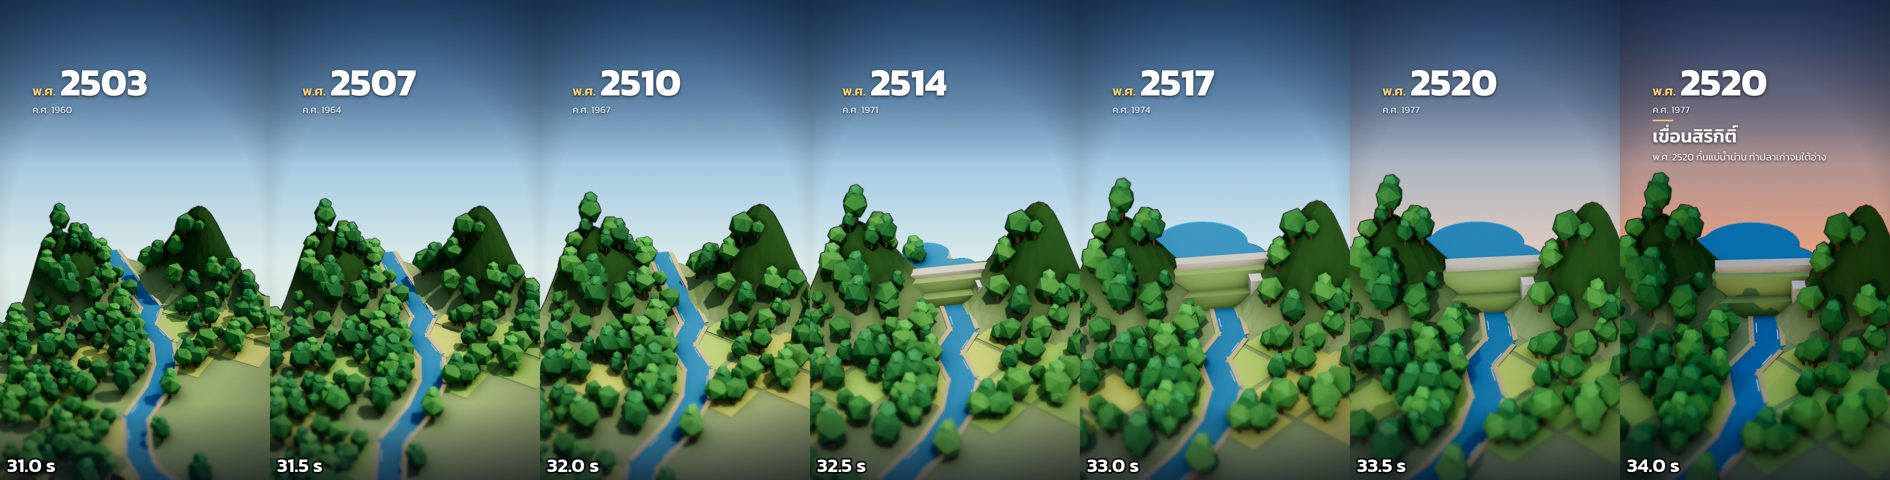 พ.ศ. 2503
ค.ศ. 1960
31.0 s
พ.ศ. 2507
ค.ศ. 1964
31.5 s
พ.ศ. 2510
ค.ศ. 1967
32.0 s
พ.ศ. 2514
ค.ศ. 1971
32.5 s
พ.ศ. 2517
ค.ศ. 1974
33.0 s
พ.ศ. 2520
ค.ศ. 1977
33.5 s
พ.ศ. 2520
ค.ศ. 1977
เขื่อนสิริกิติ์
พ.ศ. 2520 กั้นแม่น้ำน่าน ท่าปลาเก่าจมใต้อ่าง
34.0 s